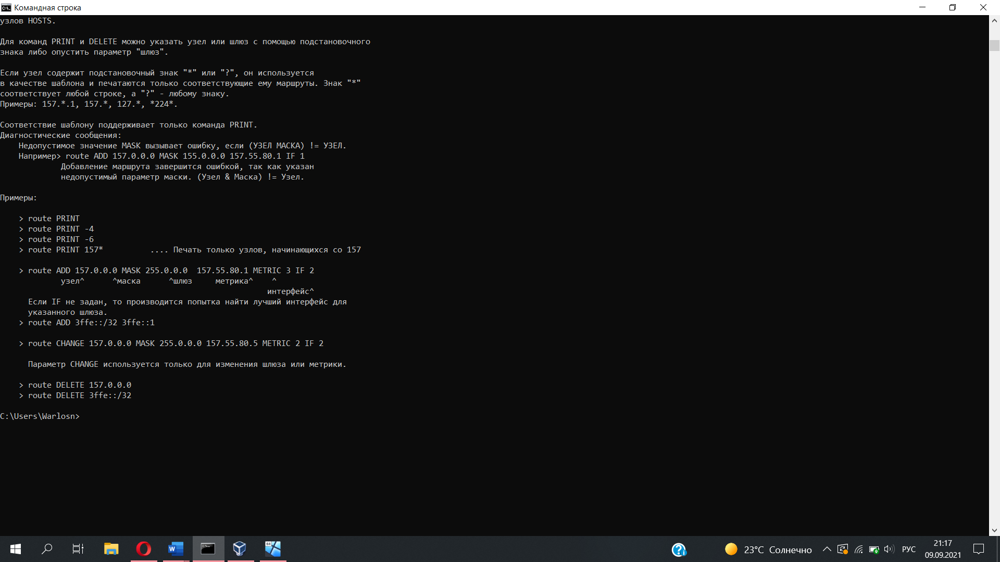 Командная строка
узлов HOSTS.
Для команд PRINT и DELETE можно указать узел или шлюз с помощью подстановочного
знака либо опустить параметр "шлюз".
Если узел содержит подстановочный знак "*" или "?", он используется
в качестве шаблона и печатаются только соответствующие ему маршруты. Знак "*"
соответствует любой строке, а "?" - любому знаку.
Примеры: 157.*.1, 157.*, 127.*, *224*.
Соответствие шаблону поддерживает только команда PRINT.
Диагностические сообщения:
    Недопустимое значение MASK вызывает ошибку, если (УЗЕЛ МАСКА) != УЗЕЛ.
    Например> route ADD 157.0.0.0 MASK 155.0.0.0 157.55.80.1 IF 1
             Добавление маршрута завершится ошибкой, так как указан
             недопустимый параметр маски. (Узел & Маска) != Узел.
Примеры:
    > route PRINT
    > route PRINT -4
    > route PRINT -6
    > route PRINT 157*          .... Печать только узлов, начинающихся со 157
    > route ADD 157.0.0.0 MASK 255.0.0.0  157.55.80.1 METRIC 3 IF 2
             узел^      ^маска      ^шлюз     метрика^    ^
                                                         интерфейс^
      Если IF не задан, то производится попытка найти лучший интерфейс для
      указанного шлюза.
    > route ADD 3ffe::/32 3ffe::1
    > route CHANGE 157.0.0.0 MASK 255.0.0.0 157.55.80.5 METRIC 2 IF 2
      Параметр CHANGE используется только для изменения шлюза или метрики.
    > route DELETE 157.0.0.0
    > route DELETE 3ffe::/32
C:\Users\Warlosn>
23°C Солнечно
РУС
21:17
09.09.2021